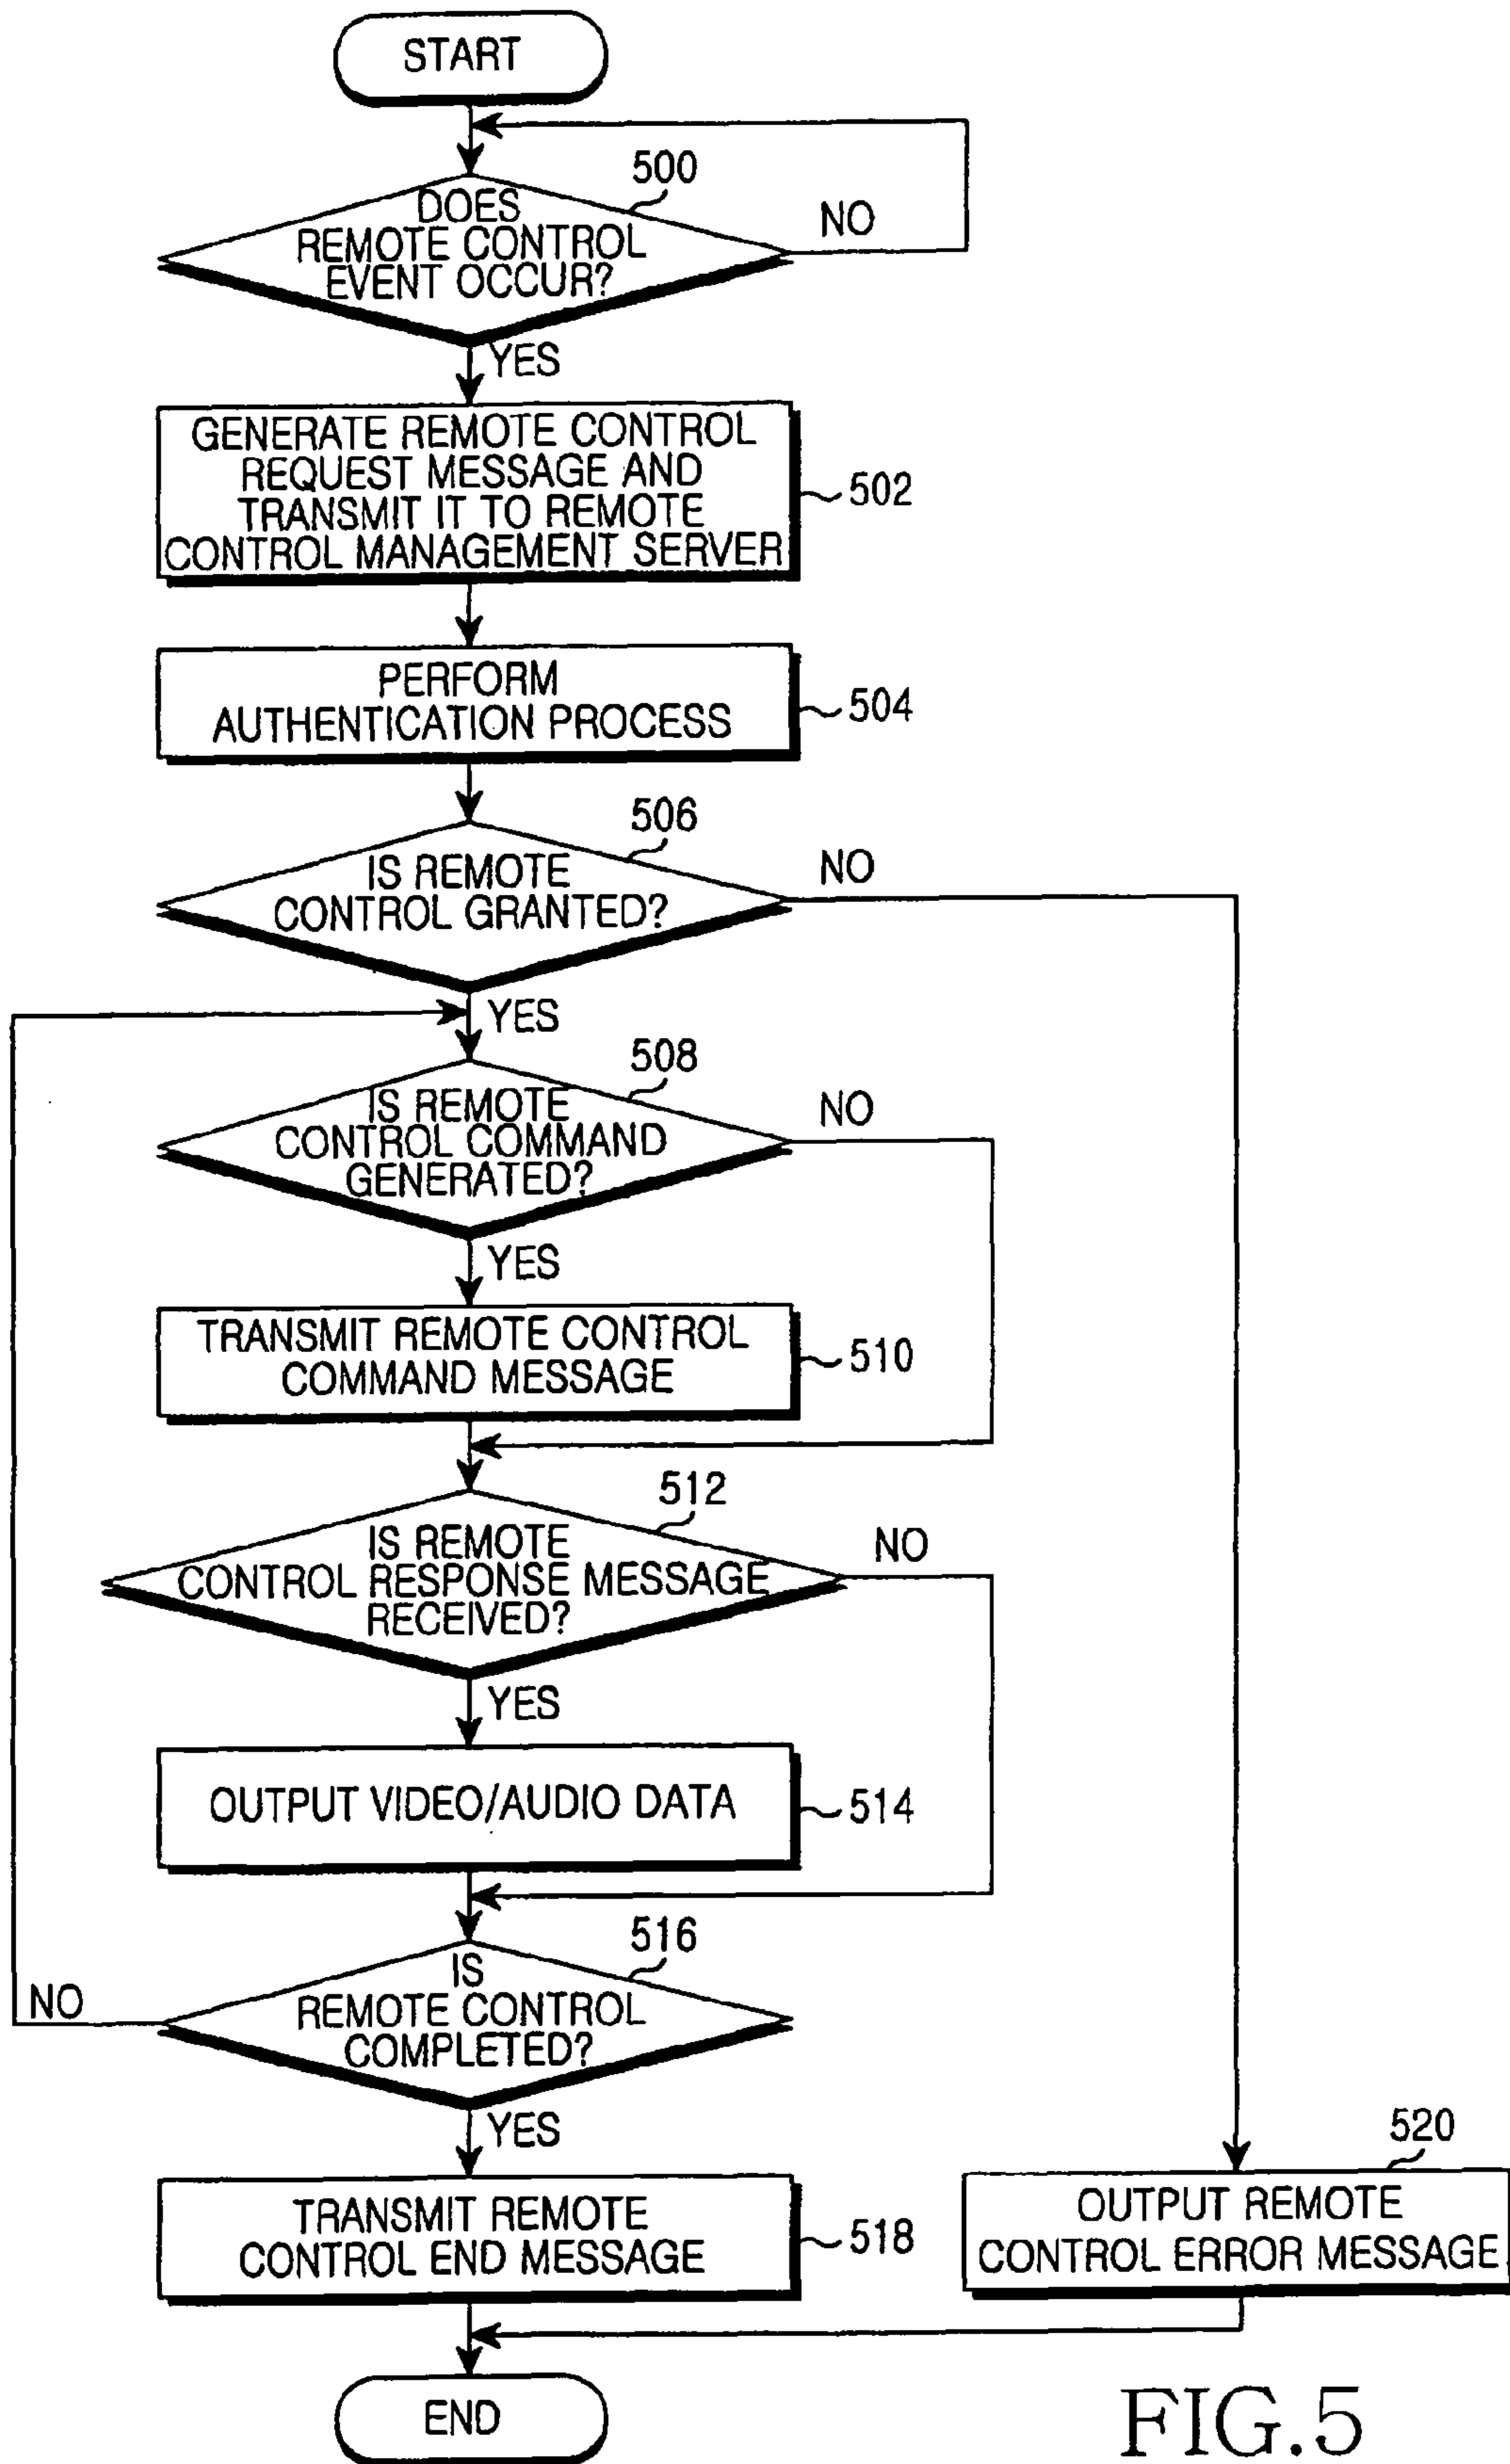 START
500
DOES
REMOTE CONTROL
EVENT OCCUR?
NO
YES
GENERATE REMOTE CONTROL
REQUEST MESSAGE AND
TRANSMIT IT TO REMOTE
CONTROL MANAGEMENT SERVER
502
PERFORM
AUTHENTICATION PROCESS
504
506
IS REMOTE
CONTROL GRANTED?
NO
YES
508
IS REMOTE
CONTROL COMMAND
GENERATED?
NO
YES
TRANSMIT REMOTE CONTROL
COMMAND MESSAGE
510
512
IS REMOTE
CONTROL RESPONSE MESSAGE
RECEIVED?
NO
YES
OUTPUT VIDEO/AUDIO DATA
514
516
IS
REMOTE CONTROL
COMPLETED?
NO
YES
TRANSMIT REMOTE
CONTROL END MESSAGE
518
520
OUTPUT REMOTE
CONTROL ERROR MESSAGE
END
FIG.5